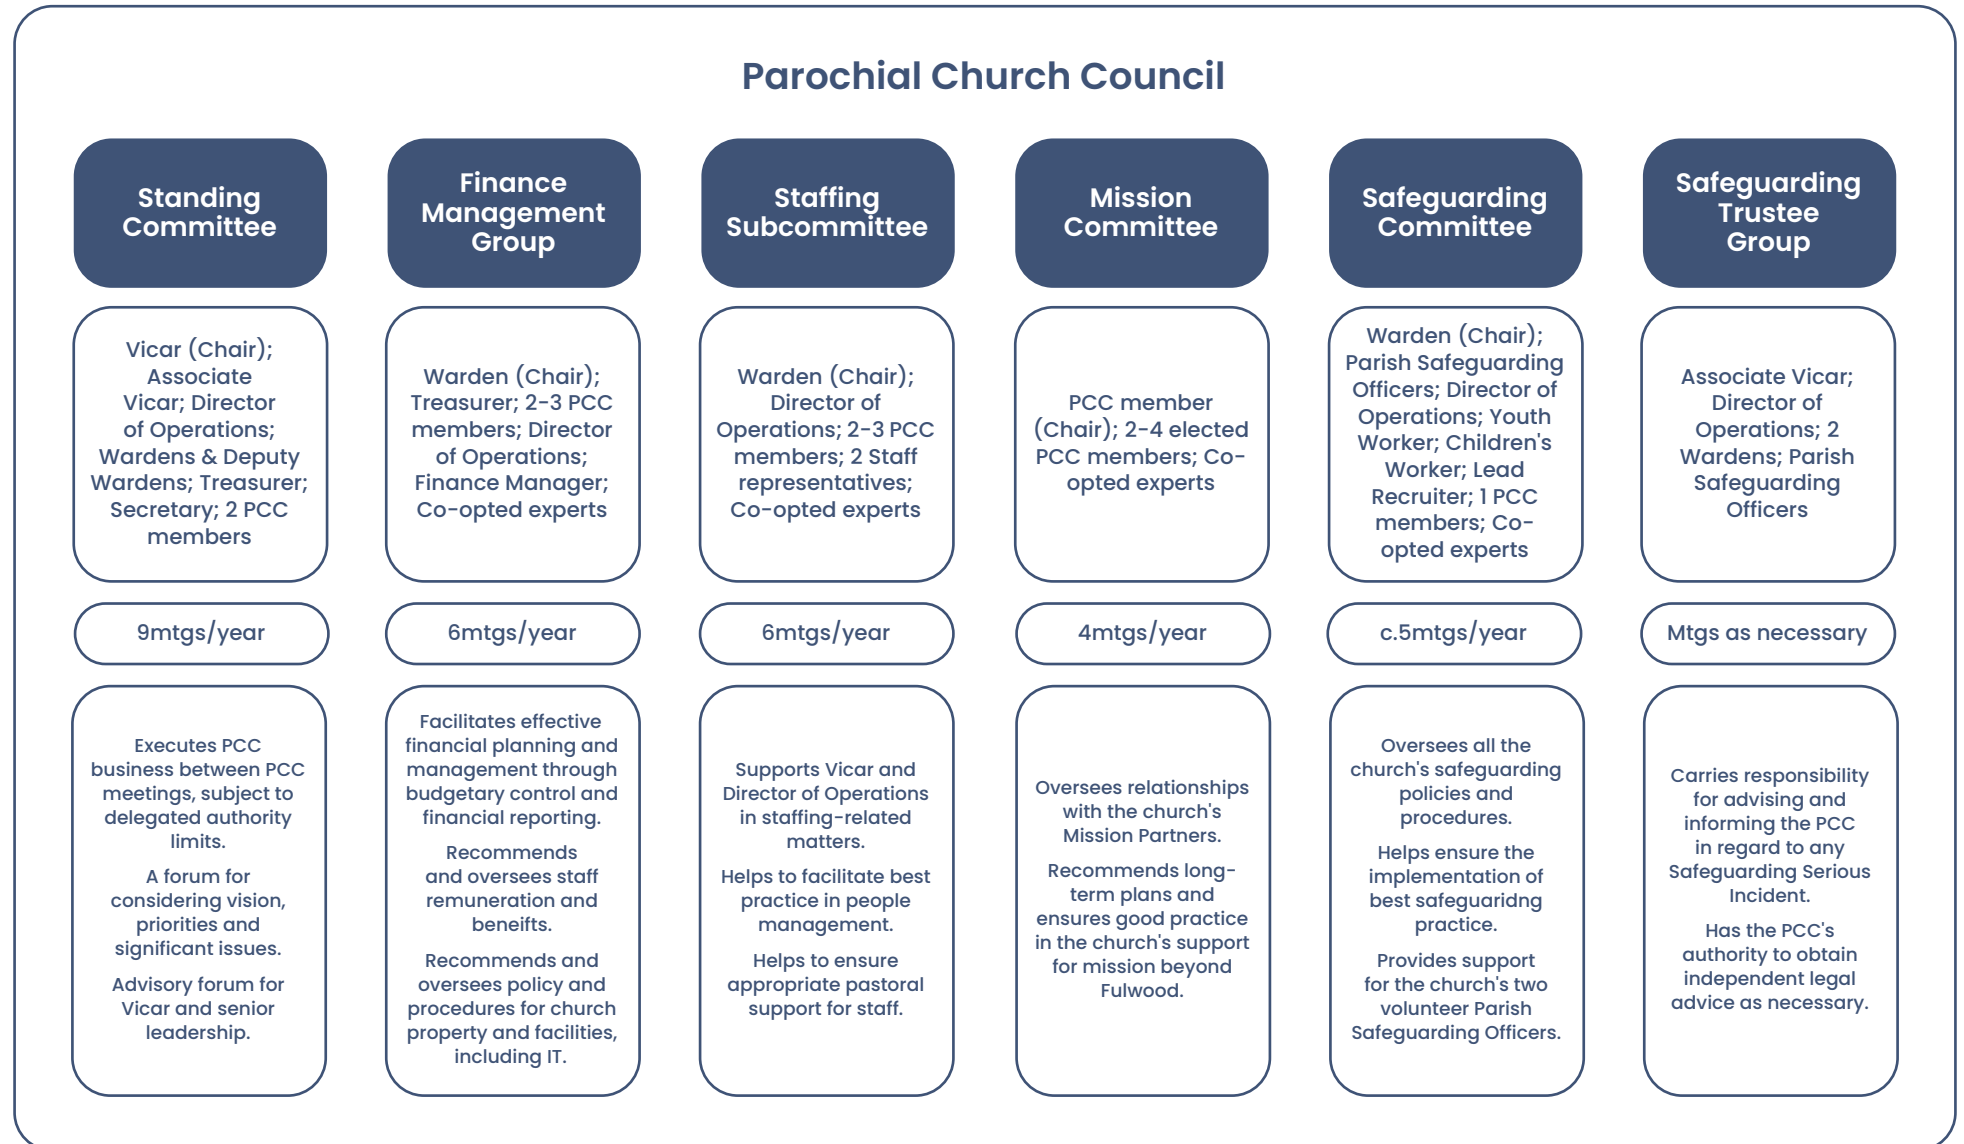 Parochial Church Council
Standing
Committee
Finance
Management
Group
Staffing
Subcommittee
Mission
Committee
Safeguarding
Committee
Safeguarding
Trustee
Group
Vicar (Chair);
Associate
Vicar; Director
of Operations;
Wardens & Deputy
Wardens; Treasurer;
Secretary; 2 PCC
members
Warden (Chair);
Treasurer; 2-3 PCC
members; Director
of Operations;
Finance Manager;
Co-opted experts
Warden (Chair);
Director of
Operations; 2-3 PCC
members; 2 Staff
representatives;
Co-opted experts
PCC member
(Chair); 2-4 elected
PCC members; Co-
opted experts
Warden (Chair);
Parish Safeguarding
Officers; Director of
Operations; Youth
Worker; Children's
Worker; Lead
Recruiter; 1 PCC
members; Co-
opted experts
Associate Vicar;
Director of
Operations; 2
Wardens; Parish
Safeguarding
Officers
9mtgs/year
6mtgs/year
6mtgs/year
4mtgs/year
c.5mtgs/year
Mtgs as necessary
Executes PCC
business between PCC
meetings, subject to
delegated authority
limits.
A forum for
considering vision,
priorities and
significant issues.
Advisory forum for
Vicar and senior
leadership.
Facilitates effective
financial planning and
management through
budgetary control and
financial reporting.
Recommends
and oversees staff
remuneration and
beneifts.
Recommends and
oversees policy and
procedures for church
property and facilities,
including IT.
Supports Vicar and
Director of Operations
in staffing-related
matters.
Helps to facilitate best
practice in people
management.
Helps to ensure
appropriate pastoral
support for staff.
Oversees relationships
with the church's
Mission Partners.
Recommends long-
term plans and
ensures good practice
in the church's support
for mission beyond
Fulwood.
Oversees all the
church's safeguarding
policies and
procedures.
Helps ensure the
implementation of
best safeguaridng
practice.
Provides support
for the church's two
volunteer Parish
Safeguarding Officers.
Carries responsibility
for advising and
informing the PCC
in regard to any
Safeguarding Serious
Incident.
Has the PCC's
authority to obtain
independent legal
advice as necessary.